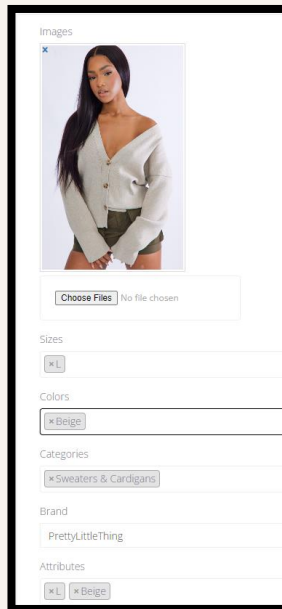 Images
×
Choose Files No file chosen
Sizes
×L
Colors
×Beige
Categories
×Sweaters & Cardigans
Brand
PrettyLittleThing
Attributes
×L ×Beige